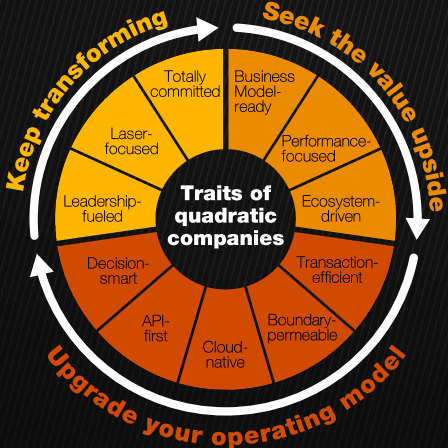 Keep transforming
Seek the value upside
Upgrade your operating model
Traits of
quadratic
companies
Business
Model-
ready
Performance-
focused
Ecosystem-
driven
Transaction-
efficient
Boundary-
permeable
Cloud-
native
API-
first
Decision-
smart
Leadership-
fueled
Laser-
focused
Totally
committed